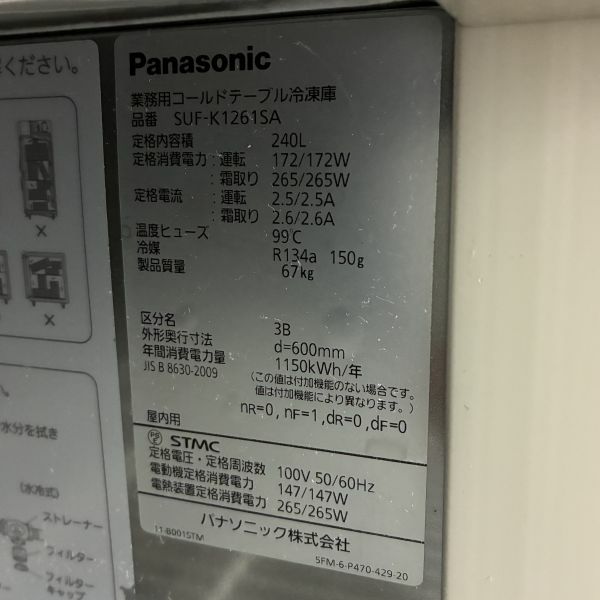 ください。
×
×
。
水分を拭き
(水冷式)
ストレーナー
フィルター
フィルター
キャップ
Panasonic
業務用コールドテーブル冷凍庫
品番 SUF-K1261SA
定格内容積 240L
定格消費電力:運転 172/172W
:霜取り 265/265W
定格電流 :運転 2.5/2.5A
:霜取り 2.6/2.6A
温度ヒューズ 99℃
冷媒 R134a 150g
製品質量 67kg
区分名 3B
外形奥行寸法 d=600mm
年間消費電力量 1150kWh/年
JIS B 8630-2009 (この値は付加機能のない場合です。
値は付加機能により異なります。)
nR=0, nF=1, dR=0, dF=0
屋内用
PSE STMC
定格電圧・定格周波数 100V 50/60Hz
電動機定格消費電力 147/147W
電熱装置定格消費電力 265/265W
パナソニック株式会社
11-B001STM
5FM-6-P470-429-20